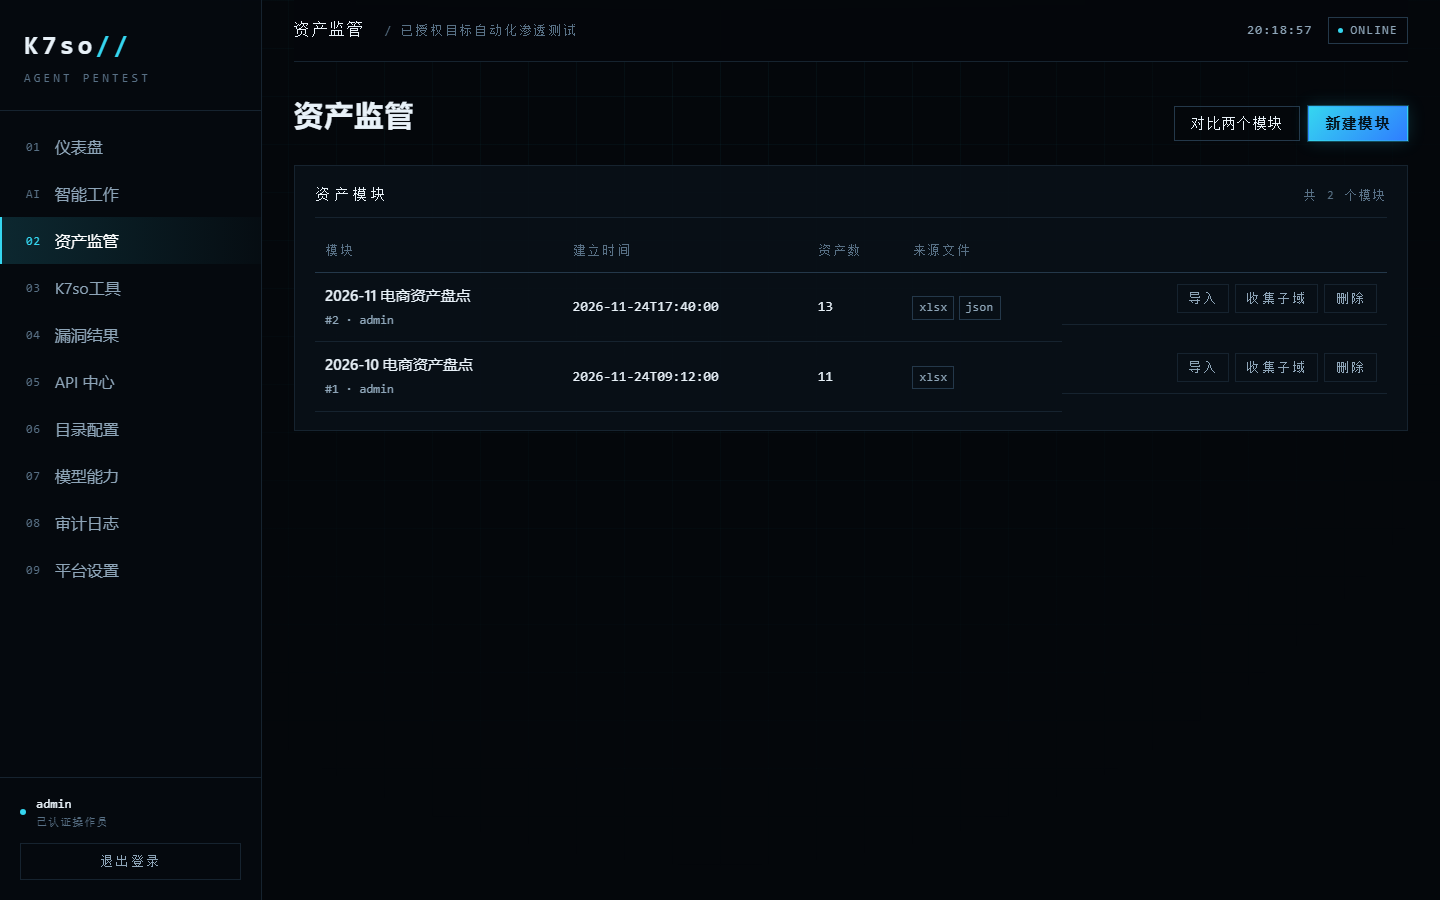 K7so//
AGENT PENTEST
01 仪表盘
AI 智能工作
02 资产监管
03 K7so工具
04 漏洞结果
05 API 中心
06 目录配置
07 模型能力
08 审计日志
09 平台设置
admin
已认证操作员
退出登录
资产监管 / 已授权目标自动化渗透测试
20:18:57
ONLINE
资产监管
对比两个模块
新建模块
资产模块
共 2 个模块
模块 建立时间 资产数 来源文件
2026-11 电商资产盘点
#2 · admin
2026-11-24T17:40:00
13
xlsx json
导入 收集子域 删除
2026-10 电商资产盘点
#1 · admin
2026-11-24T09:12:00
11
xlsx
导入 收集子域 删除